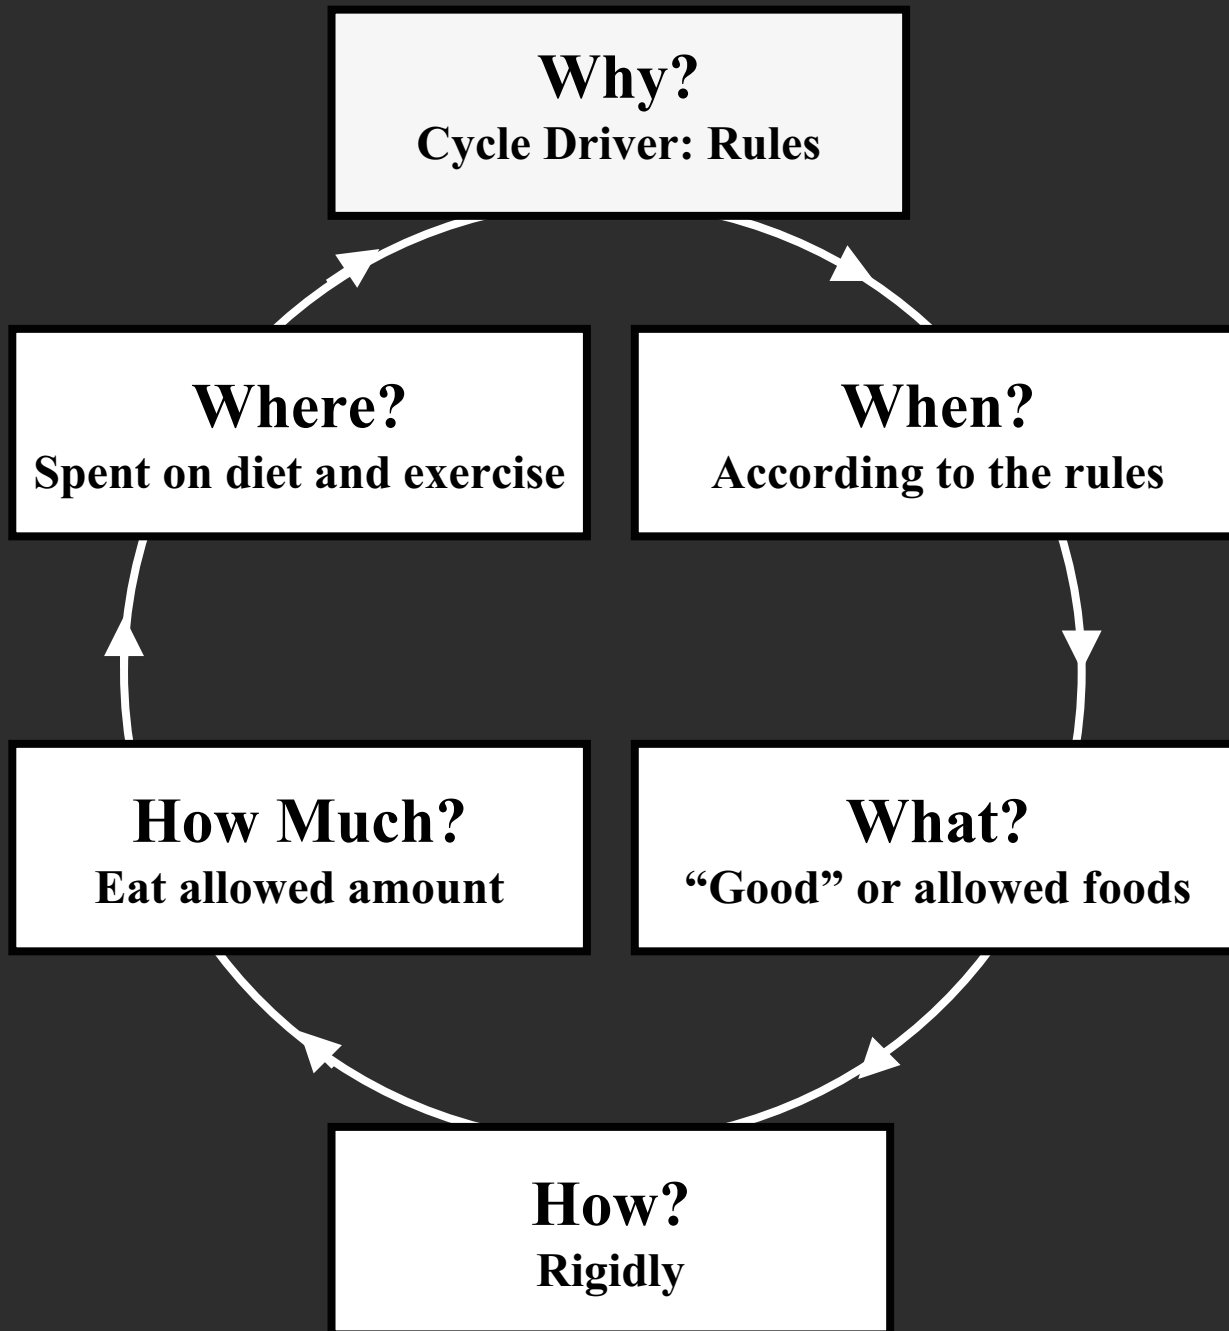 Why?
Cycle Driver: Rules
Where?
Spent on diet and exercise
When?
According to the rules
How Much?
Eat allowed amount
What?
“Good” or allowed foods
How?
Rigidly